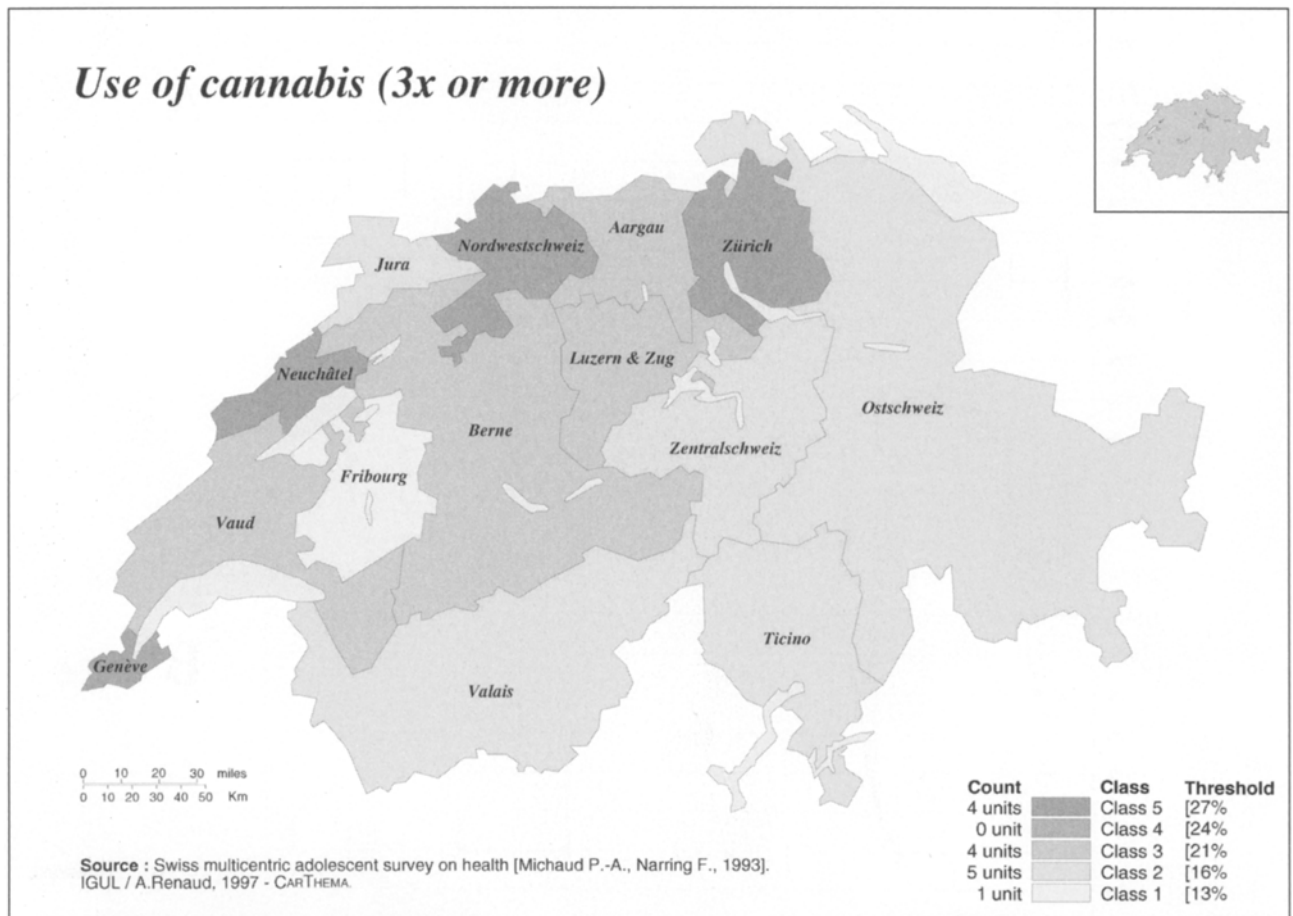 Use of cannabis (3x or more)
Aargau
Nordwestschweiz
Zürich
Jura
Luzern & Zug
Neuchâtel
Ostschweiz
Berne
Zentralschweiz
Fribourg
Vaud
Ticino
Genève
Valais
0 10 20 30 miles
0 10 20 30 40 50 Km
Count Class Threshold
4 units Class 5 [27%
0 unit Class 4 [24%
4 units Class 3 [21%
5 units Class 2 [16%
1 unit Class 1 [13%
Source : Swiss multicentric adolescent survey on health [Michaud P.-A., Narring F., 1993].
IGUL / A.Renaud, 1997 - CARTHEMA.